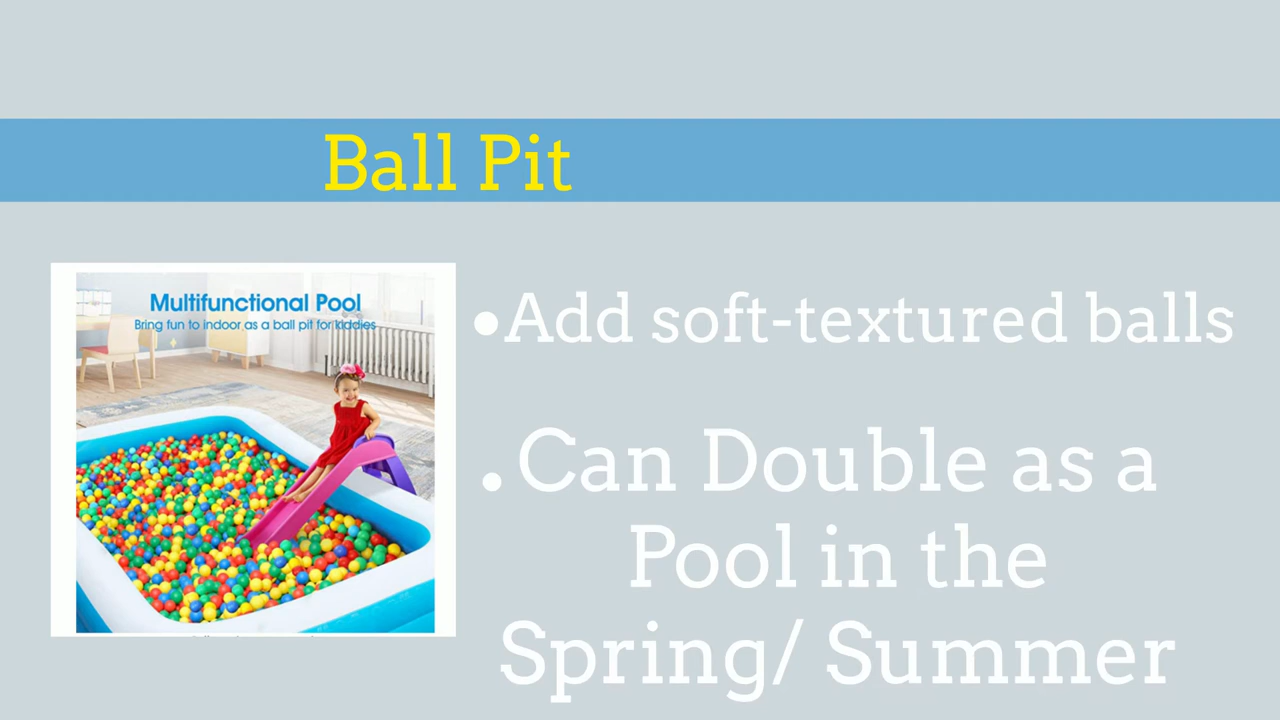 Ball Pit
Multifunctional Pool
Bring fun to indoor as a ball pit for kiddies
•Add soft-textured balls
•Can Double as a
Pool in the
Spring/ Summer